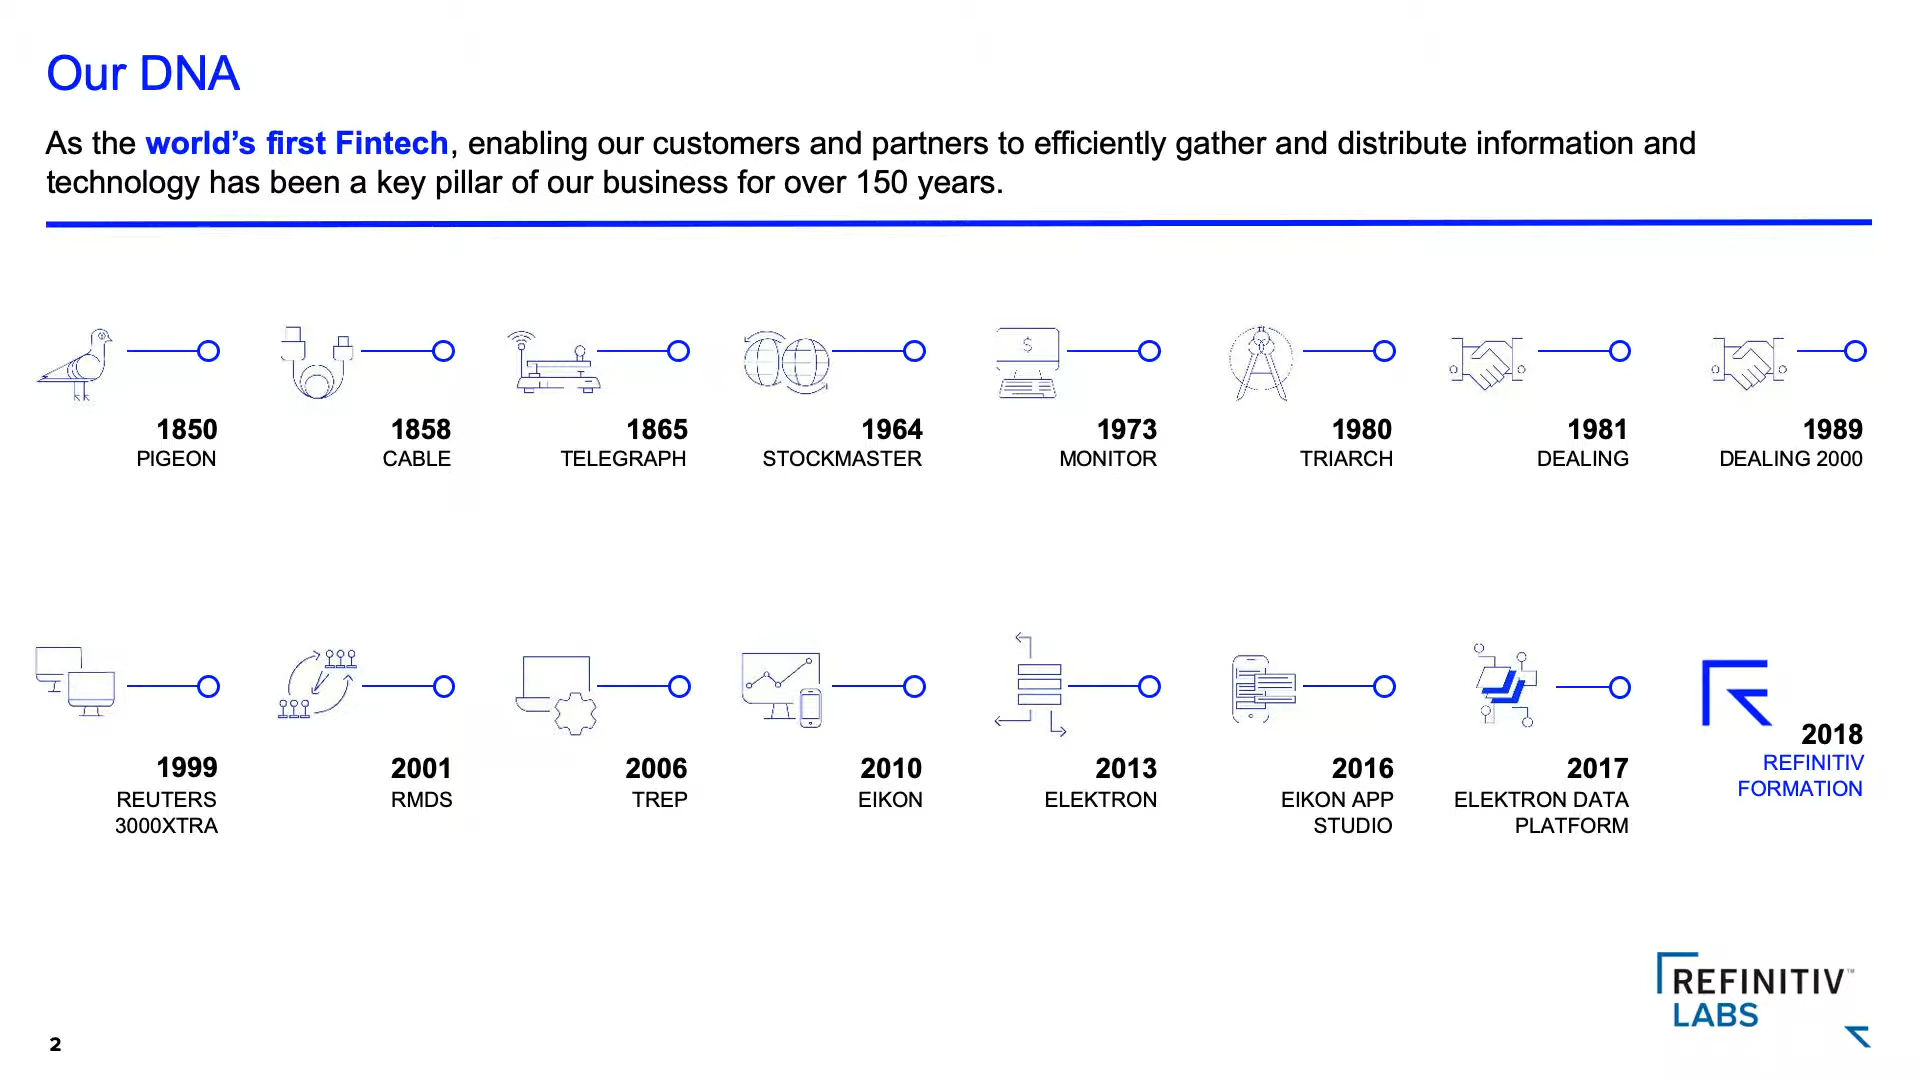 Our DNA
As the world’s first Fintech, enabling our customers and partners to efficiently gather and distribute information and
technology has been a key pillar of our business for over 150 years.
$
1850
PIGEON
1858
CABLE
1865
TELEGRAPH
1964
STOCKMASTER
1973
MONITOR
1980
TRIARCH
1981
DEALING
1989
DEALING 2000
1999
REUTERS
3000XTRA
2001
RMDS
2006
TREP
2010
EIKON
2013
ELEKTRON
2016
EIKON APP
STUDIO
2017
ELEKTRON DATA
PLATFORM
2018
REFINITIV
FORMATION
REFINITIV™
LABS
2